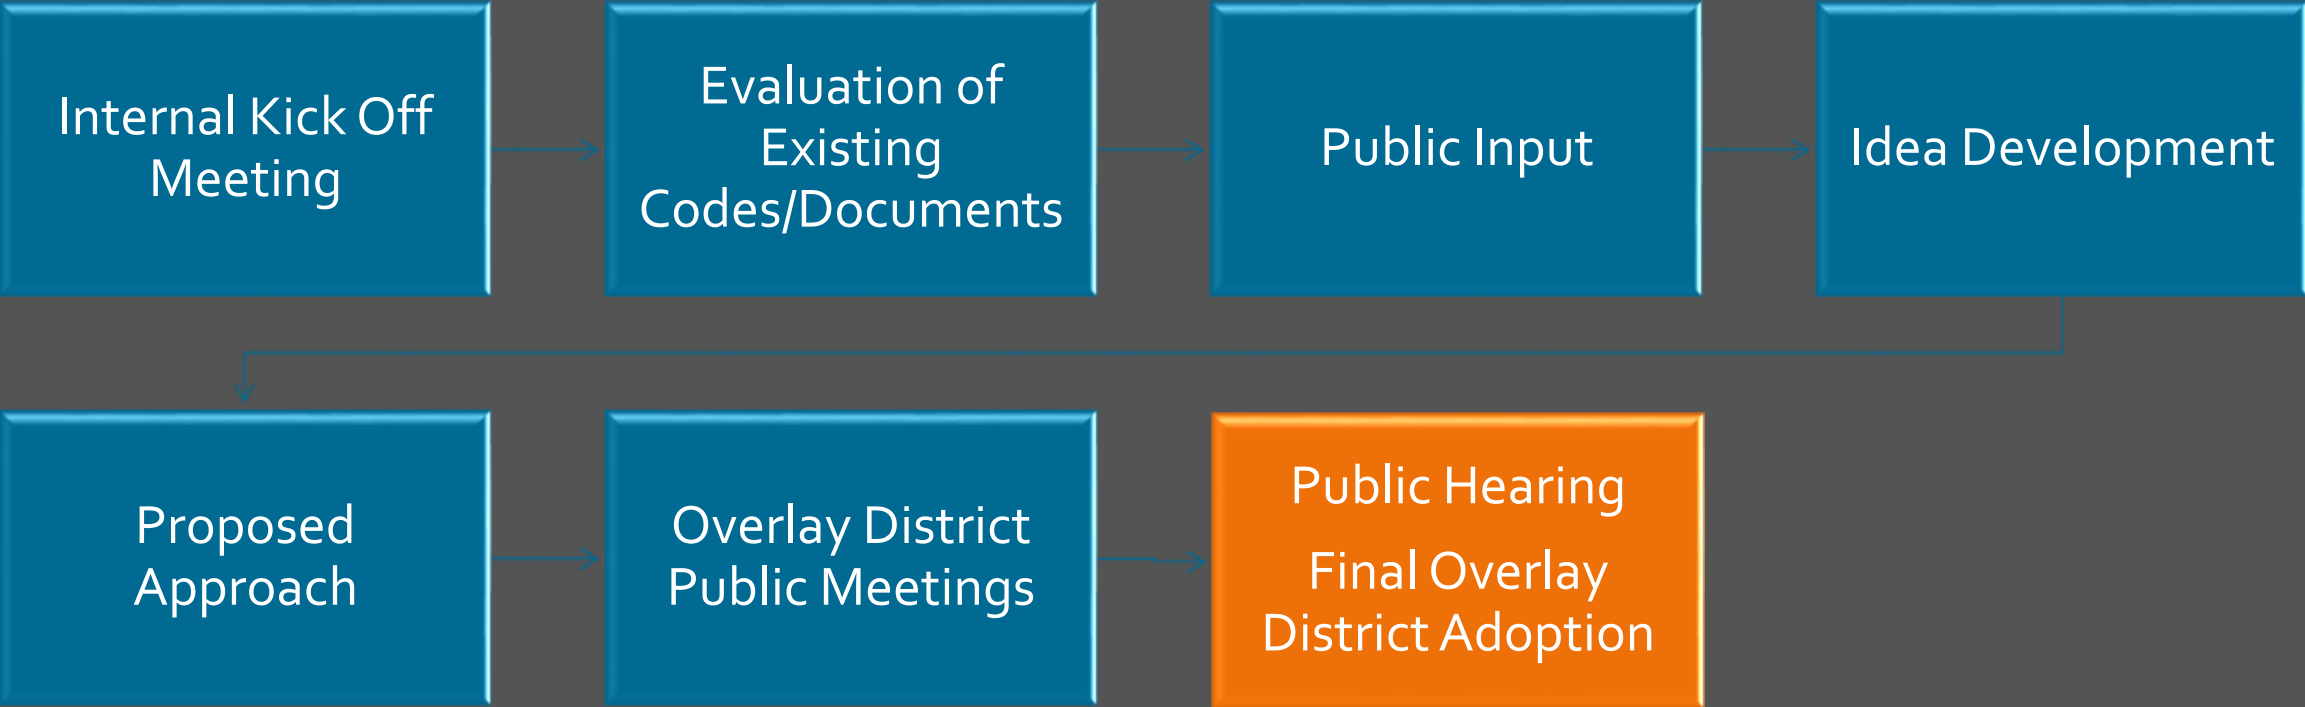 Internal Kick Off
Meeting
Evaluation of
Existing
Codes/Documents
Public Input
Idea Development
Proposed
Approach
Overlay District
Public Meetings
Public Hearing
Final Overlay
District Adoption